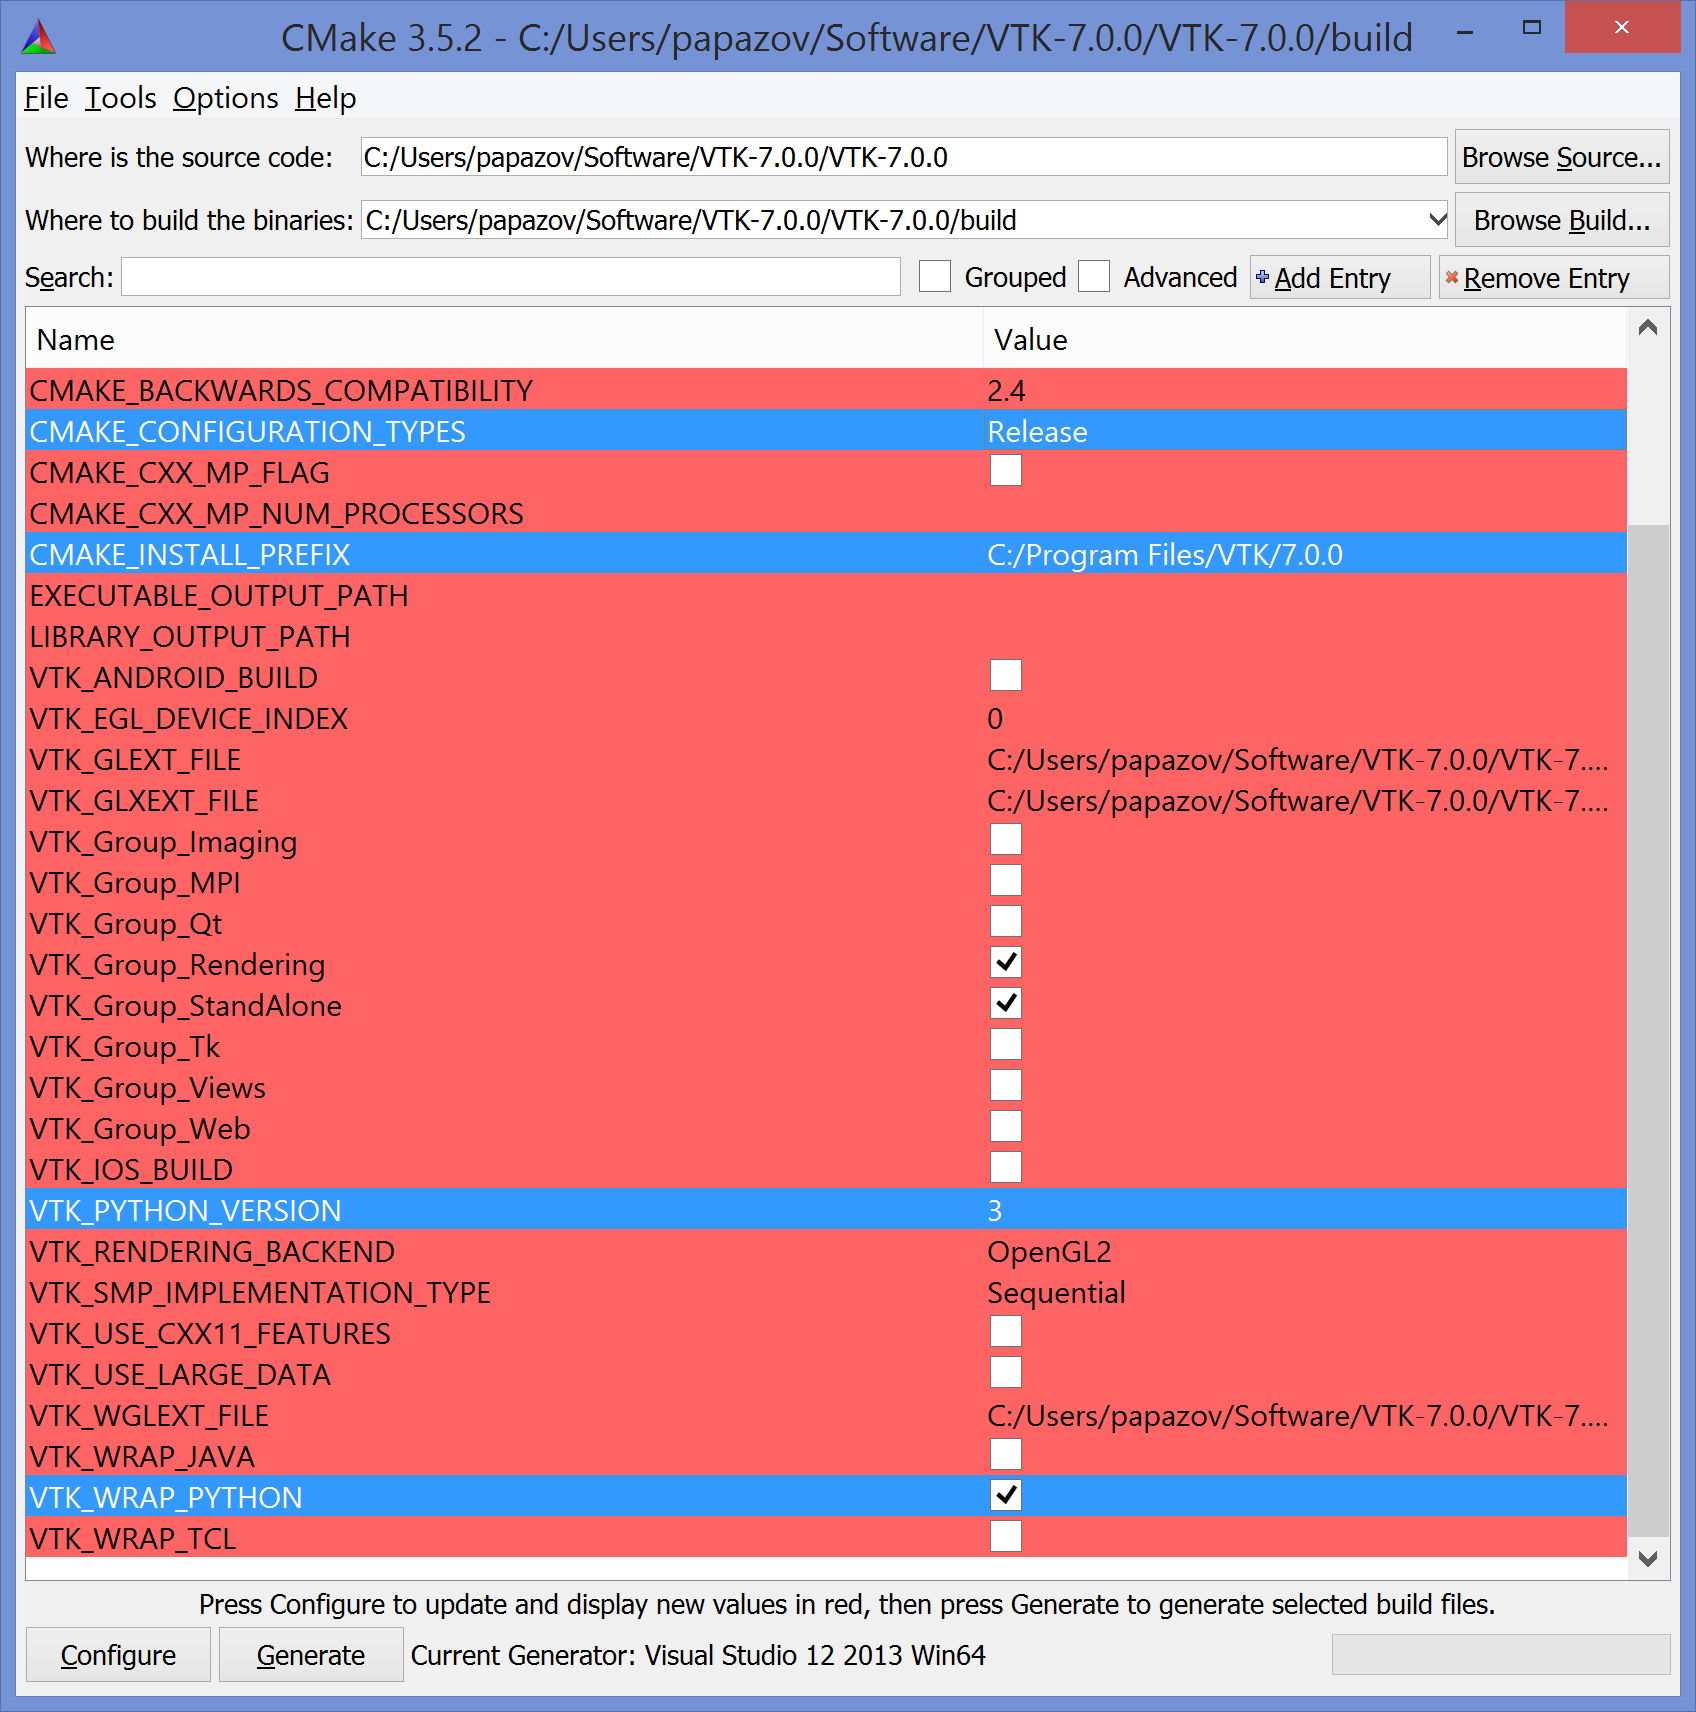 CMake 3.5.2 - C:/Users/papazov/Software/VTK-7.0.0/VTK-7.0.0/build
File Tools Options Help
Where is the source code: C:/Users/papazov/Software/VTK-7.0.0/VTK-7.0.0 Browse Source...
Where to build the binaries: C:/Users/papazov/Software/VTK-7.0.0/VTK-7.0.0/build Browse Build...
Search: Grouped Advanced Add Entry Remove Entry
Name Value
CMAKE_BACKWARDS_COMPATIBILITY 2.4
CMAKE_CONFIGURATION_TYPES Release
CMAKE_CXX_MP_FLAG
CMAKE_CXX_MP_NUM_PROCESSORS
CMAKE_INSTALL_PREFIX C:/Program Files/VTK/7.0.0
EXECUTABLE_OUTPUT_PATH
LIBRARY_OUTPUT_PATH
VTK_ANDROID_BUILD
VTK_EGL_DEVICE_INDEX 0
VTK_GLEXT_FILE C:/Users/papazov/Software/VTK-7.0.0/VTK-7....
VTK_GLXEXT_FILE C:/Users/papazov/Software/VTK-7.0.0/VTK-7....
VTK_Group_Imaging
VTK_Group_MPI
VTK_Group_Qt
VTK_Group_Rendering
VTK_Group_StandAlone
VTK_Group_Tk
VTK_Group_Views
VTK_Group_Web
VTK_IOS_BUILD
VTK_PYTHON_VERSION 3
VTK_RENDERING_BACKEND OpenGL2
VTK_SMP_IMPLEMENTATION_TYPE Sequential
VTK_USE_CXX11_FEATURES
VTK_USE_LARGE_DATA
VTK_WGLEXT_FILE C:/Users/papazov/Software/VTK-7.0.0/VTK-7....
VTK_WRAP_JAVA
VTK_WRAP_PYTHON
VTK_WRAP_TCL
Press Configure to update and display new values in red, then press Generate to generate selected build files.
Configure Generate Current Generator: Visual Studio 12 2013 Win64